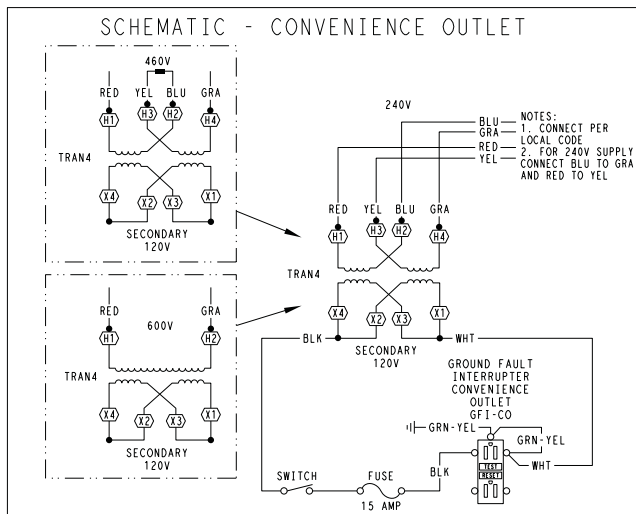 SCHEMATIC - CONVENIENCE OUTLET
460V
RED YEL BLU GRA
H1 H3 H2 H4
TRAN4
X4 X2 X3 X1
SECONDARY
120V
RED 600V GRA
H1 H2
TRAN4
X4 X2 X3 X1
SECONDARY
120V
240V
BLU
GRA
RED
YEL
NOTES:
1. CONNECT PER
LOCAL CODE
2. FOR 240V SUPPLY
CONNECT BLU TO GRA
AND RED TO YEL
RED YEL BLU GRA
H1 H3 H2 H4
TRAN4
X4 X2 X3 X1
BLK WHT
SECONDARY
120V
GROUND FAULT
INTERRUPTER
CONVENIENCE
OUTLET
GFI-CO
GRN-YEL
GRN-YEL
WHT
BLK
TEST
RESET
SWITCH FUSE
15 AMP